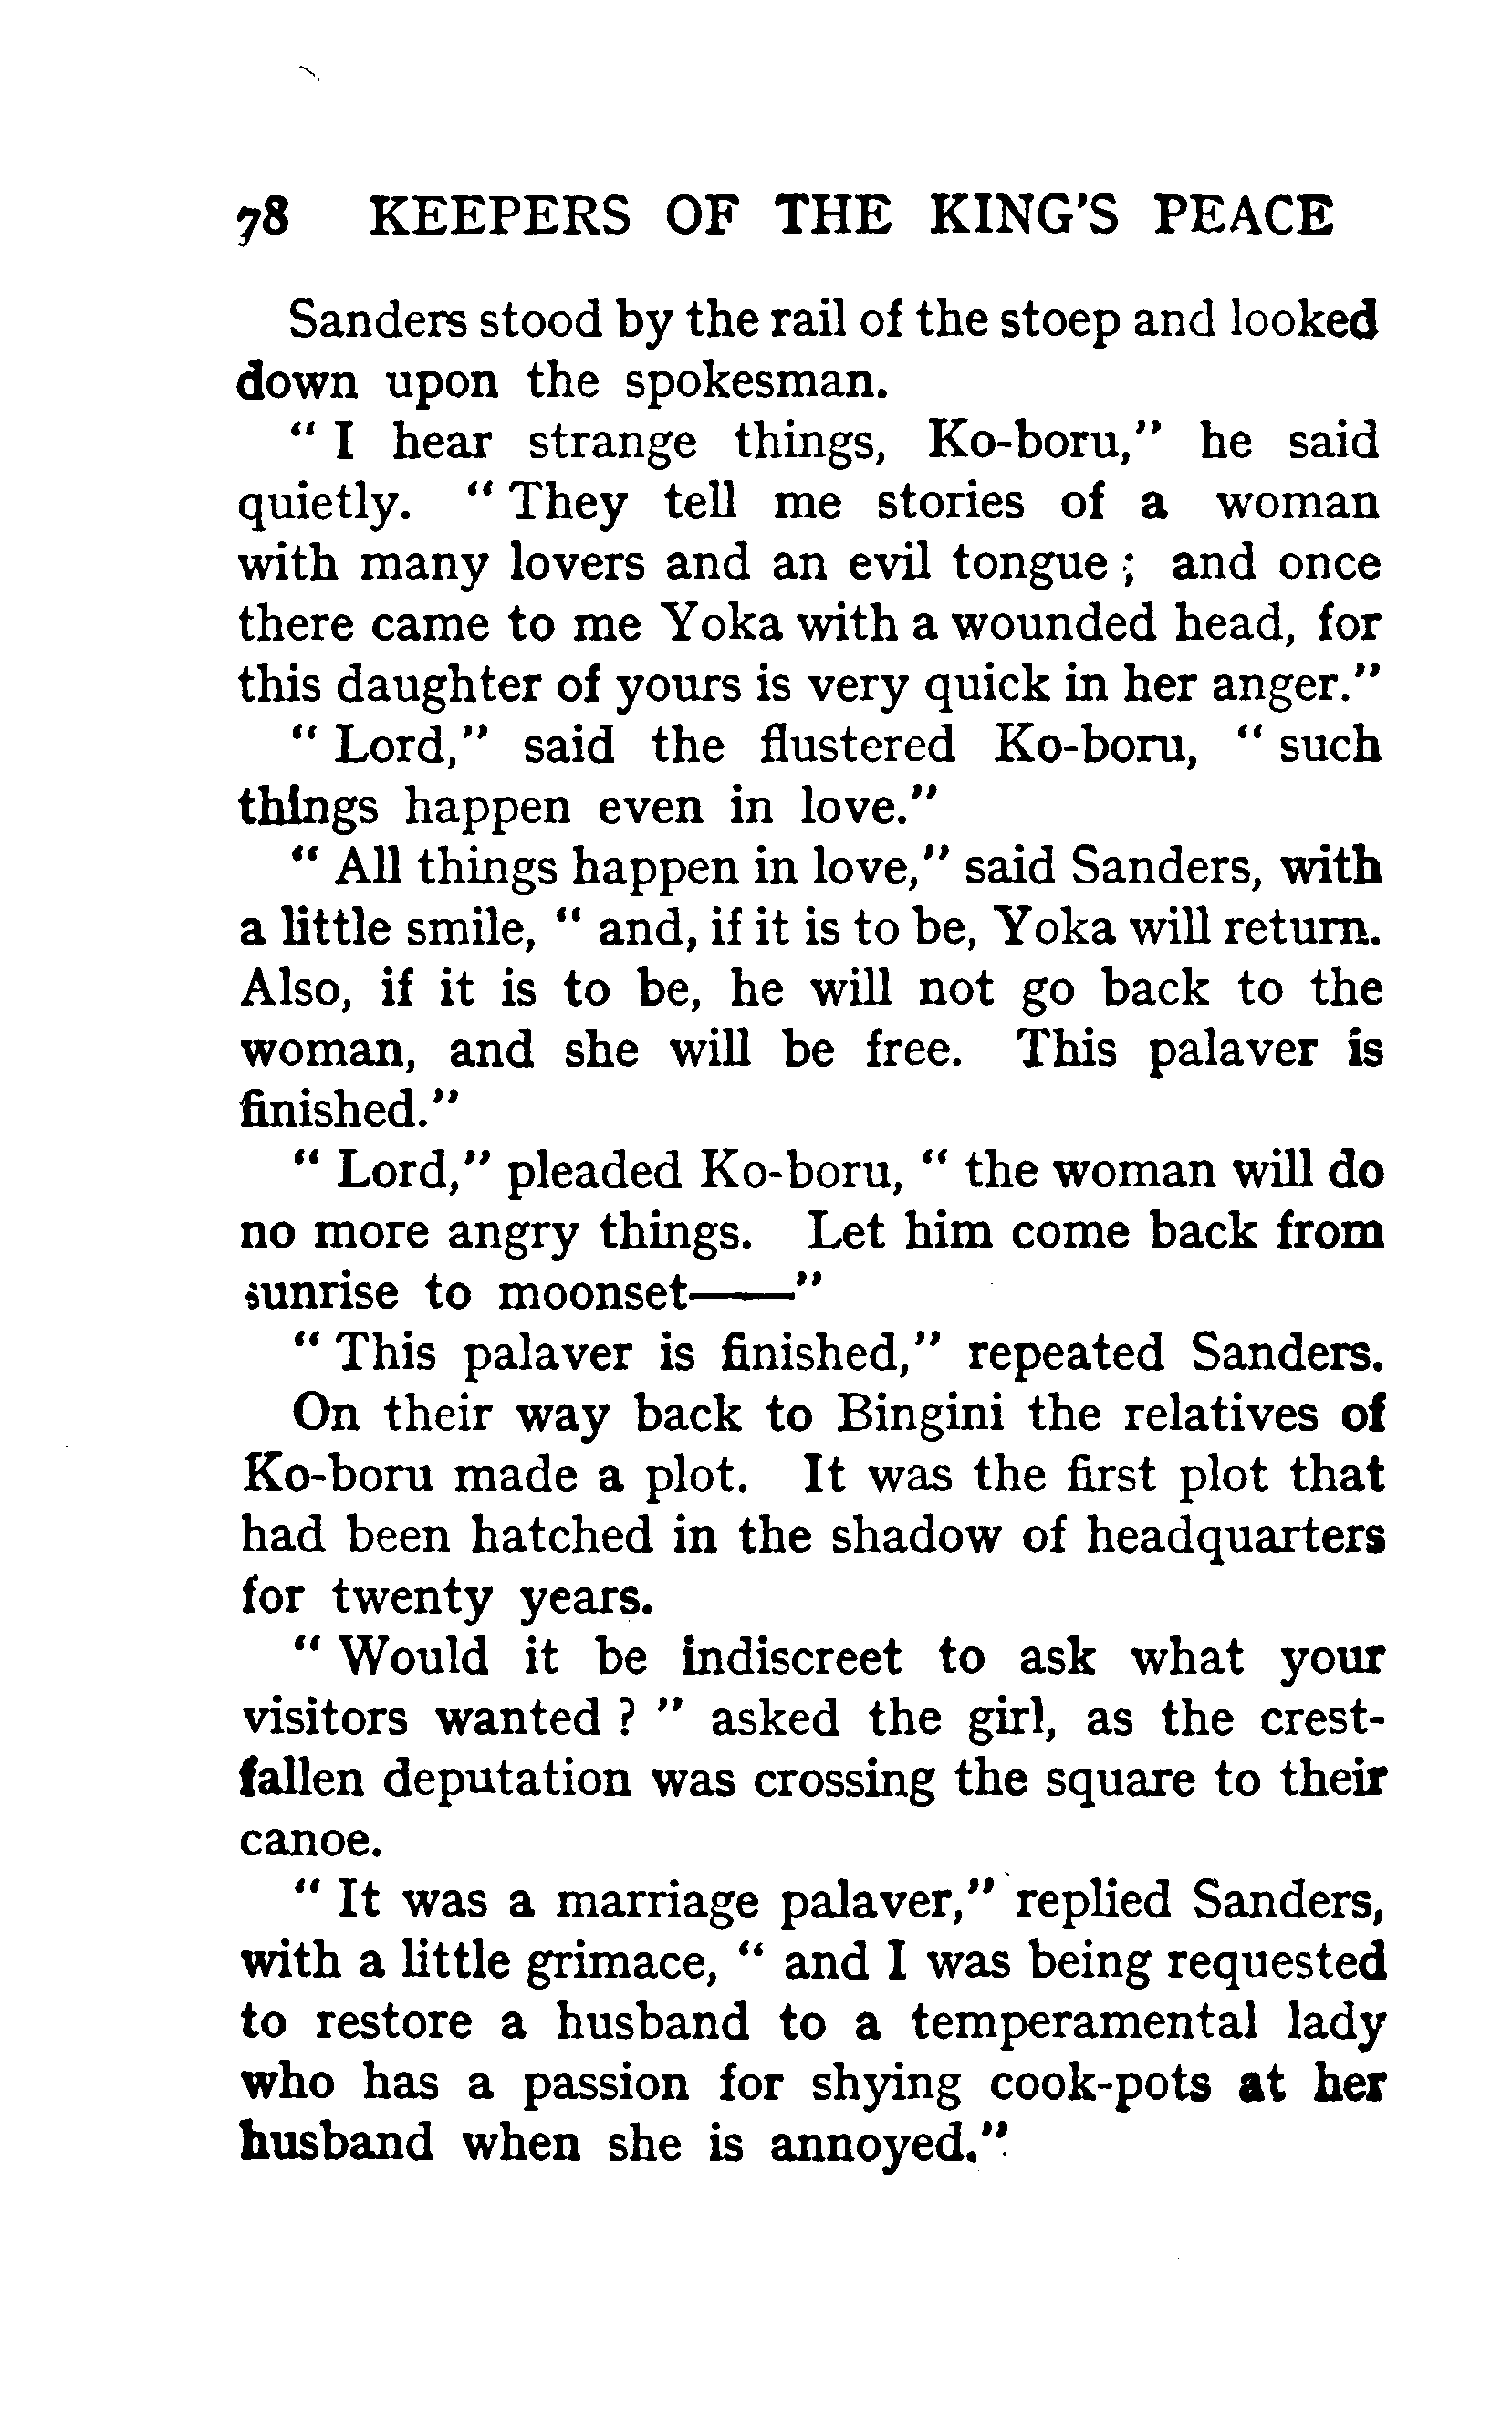 78 KEEPERS OF THE KING'S PEACE
Sanders stood by the rail of the stoep and looked
down upon the spokesman.
" I hear strange things, Ko-boru," he said
quietly. " They tell me stories of a woman
with many lovers and an evil tongue ; and once
there came to me Yoka with a wounded head, for
this daughter of yours is very quick in her anger."
" Lord," said the flustered Ko-boru, " such
things happen even in love."
" All things happen in love," said Sanders, with
a little smile, " and, if it is to be, Yoka will return.
Also, if it is to be, he will not go back to the
woman, and she will be free. This palaver is
finished."
" Lord," pleaded Ko-boru, " the woman will do
no more angry things. Let him come back from
sunrise to moonset——"
" This palaver is finished," repeated Sanders.
On their way back to Bingini the relatives of
Ko-boru made a plot. It was the first plot that
had been hatched in the shadow of headquarters
for twenty years.
" Would it be indiscreet to ask what your
visitors wanted ? " asked the girl, as the crest-
fallen deputation was crossing the square to their
canoe.
" It was a marriage palaver," replied Sanders,
with a little grimace, " and I was being requested
to restore a husband to a temperamental lady
who has a passion for shying cook-pots at her
husband when she is annoyed."